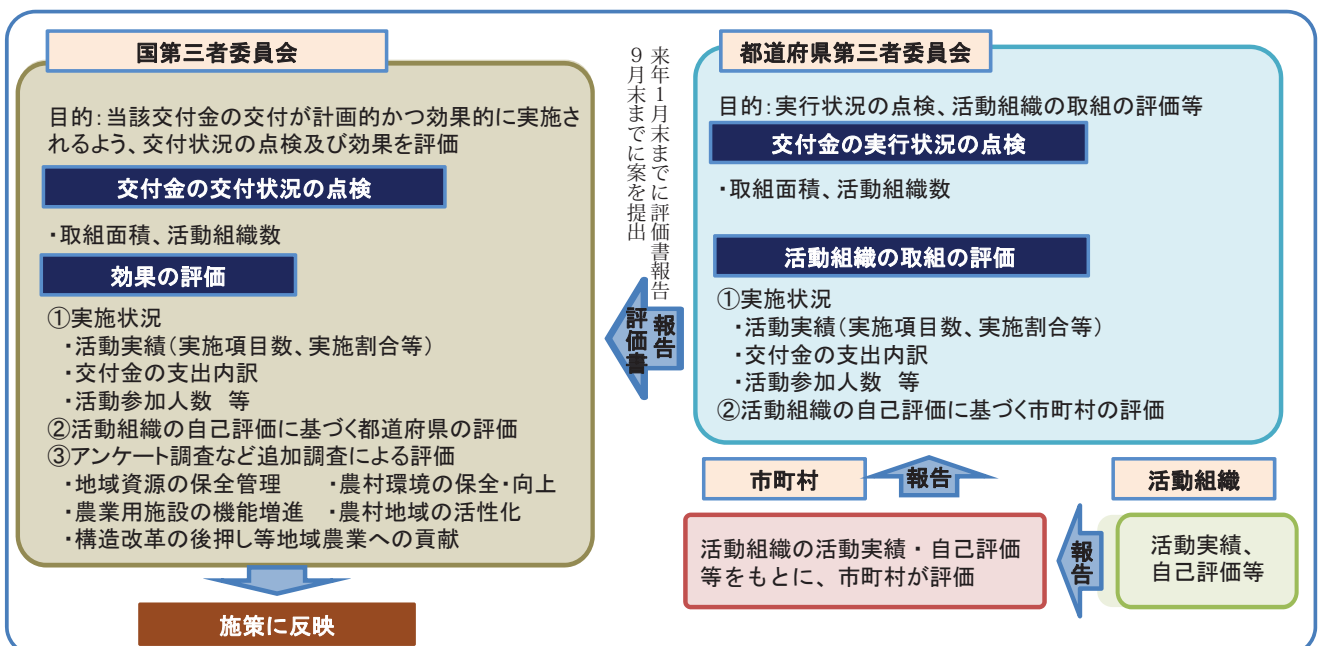 国第三者委員会
目的：当該交付金の交付が計画的かつ効果的に実施さ
れるよう、交付状況の点検及び効果を評価
交付金の交付状況の点検
・取組面積、活動組織数
効果の評価
①実施状況
・活動実績（実施項目数、実施割合等）
・交付金の支出内訳
・活動参加人数　等
②活動組織の自己評価に基づく都道府県の評価
③アンケート調査など追加調査による評価
・地域資源の保全管理　　・農村環境の保全・向上
・農業用施設の機能増進　・農村地域の活性化
・構造改革の後押し等地域農業への貢献
施策に反映
来年１月末までに評価書報告
９月末までに案を提出
報告
評価書
都道府県第三者委員会
目的：実行状況の点検、活動組織の取組の評価等
交付金の実行状況の点検
・取組面積、活動組織数
活動組織の取組の評価
①実施状況
・活動実績（実施項目数、実施割合等）
・交付金の支出内訳
・活動参加人数　等
②活動組織の自己評価に基づく市町村の評価
市町村
報告
活動組織
活動組織の活動実績・自己評価
等をもとに、市町村が評価
報告
活動実績、
自己評価等